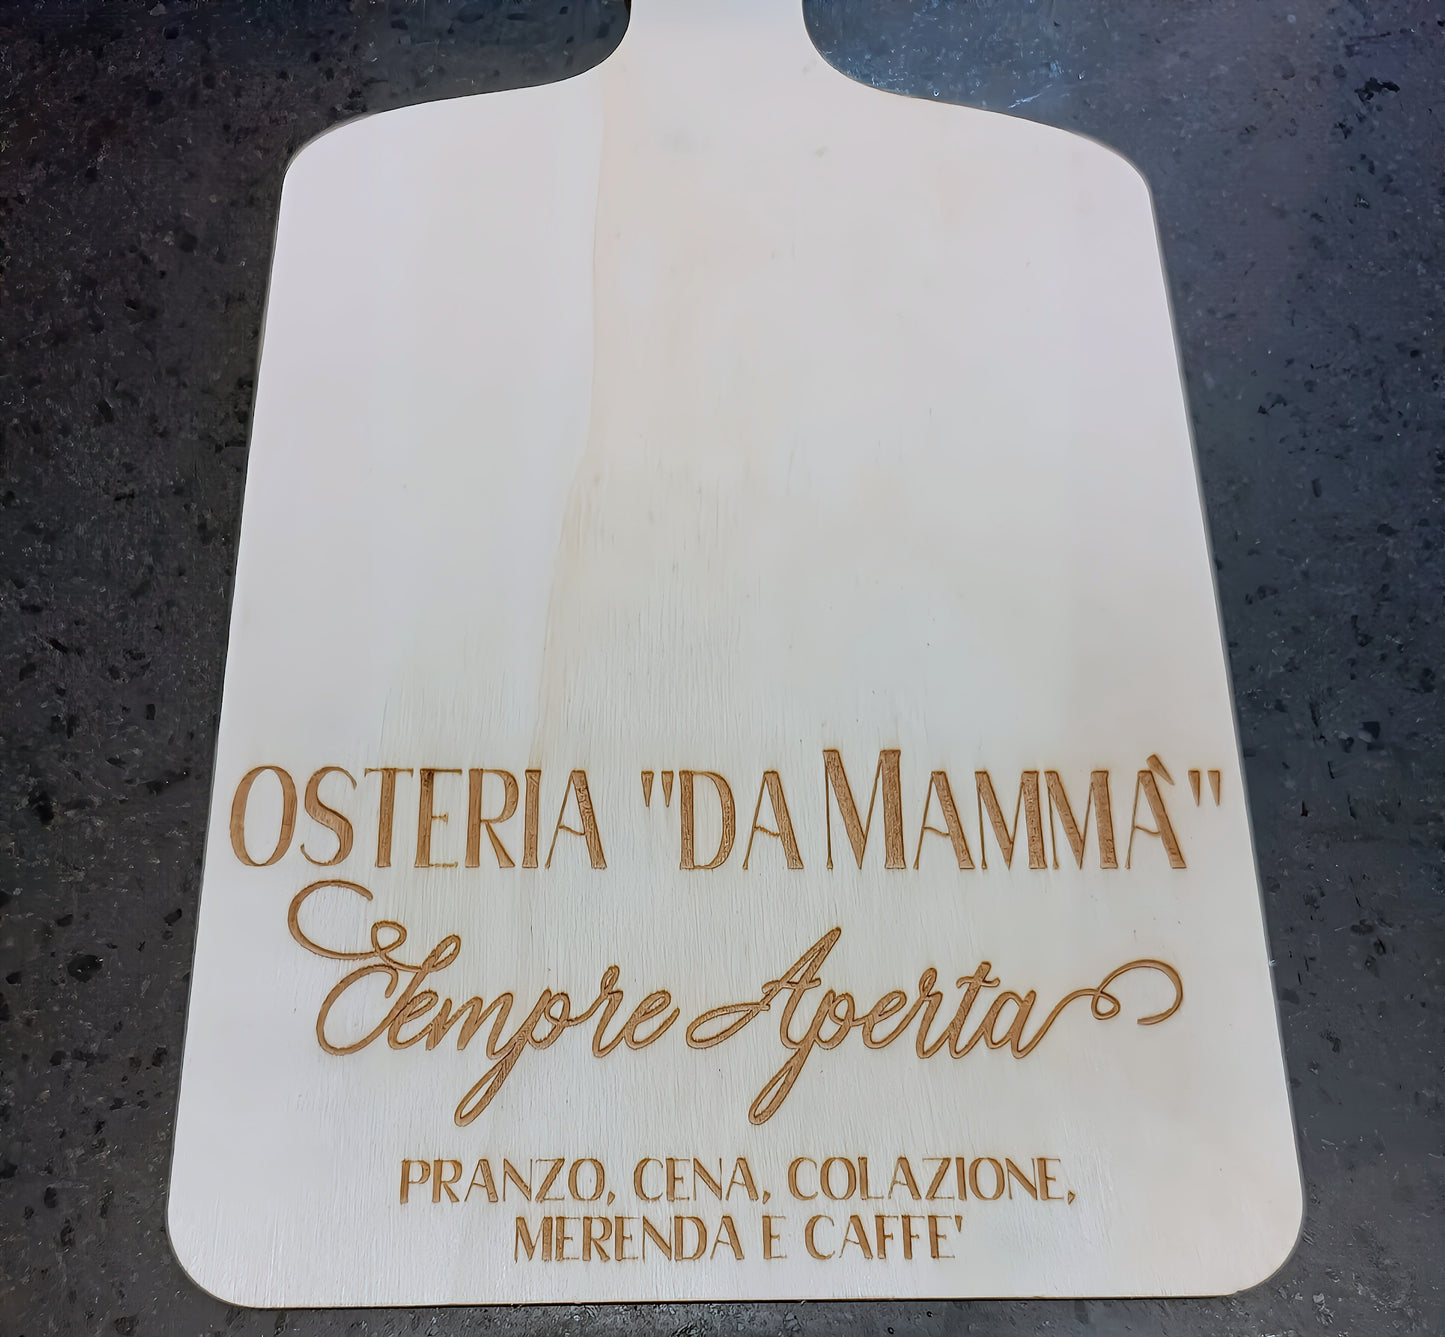 OSTERIA "DA MAMMÀ"
Sempre Aperta
PRANZO, CENA, COLAZIONE,
MERENDA E CAFFE'